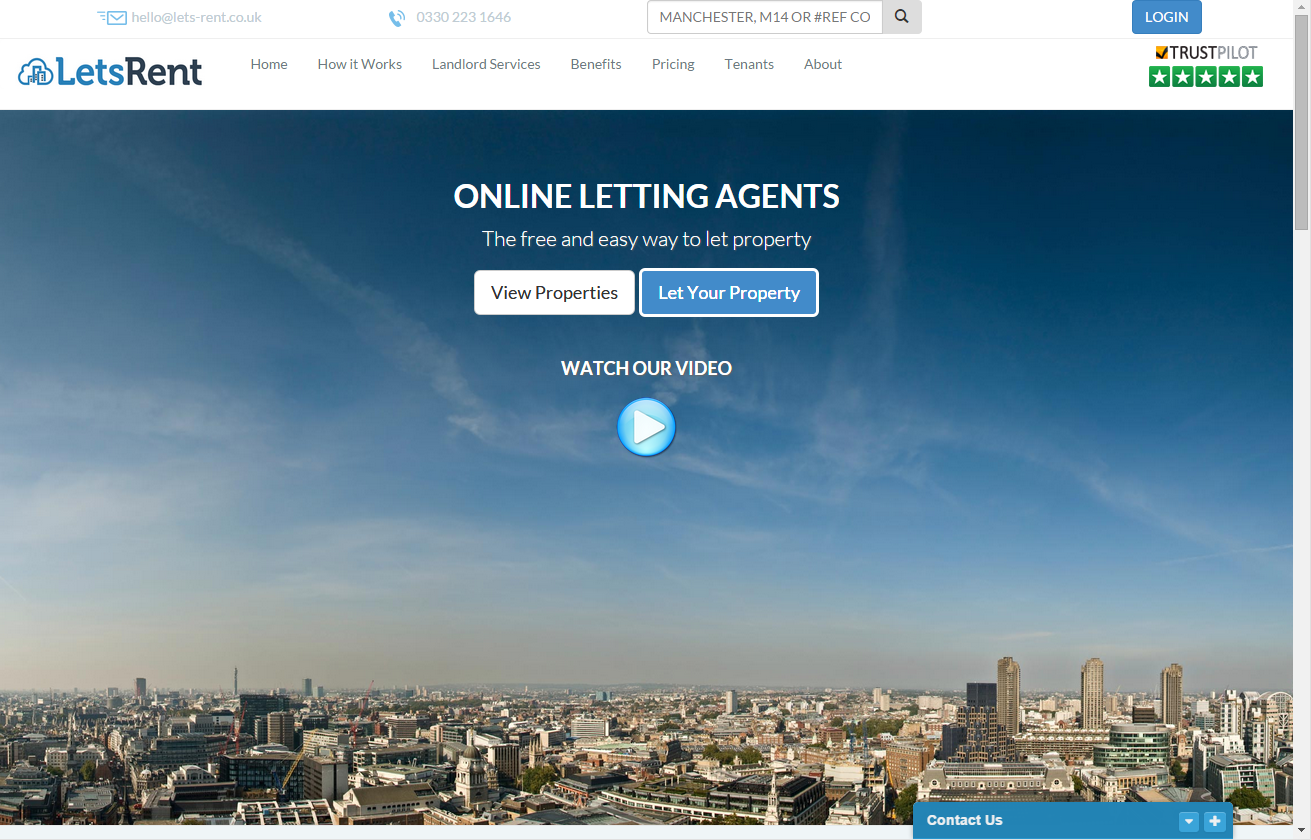 hello@lets-rent.co.uk
0330 223 1646
MANCHESTER, M14 OR #REF CO
LOGIN
LetsRent
Home
How it Works
Landlord Services
Benefits
Pricing
Tenants
About
TRUSTPILOT
ONLINE LETTING AGENTS
The free and easy way to let property
View Properties
Let Your Property
WATCH OUR VIDEO
Contact Us